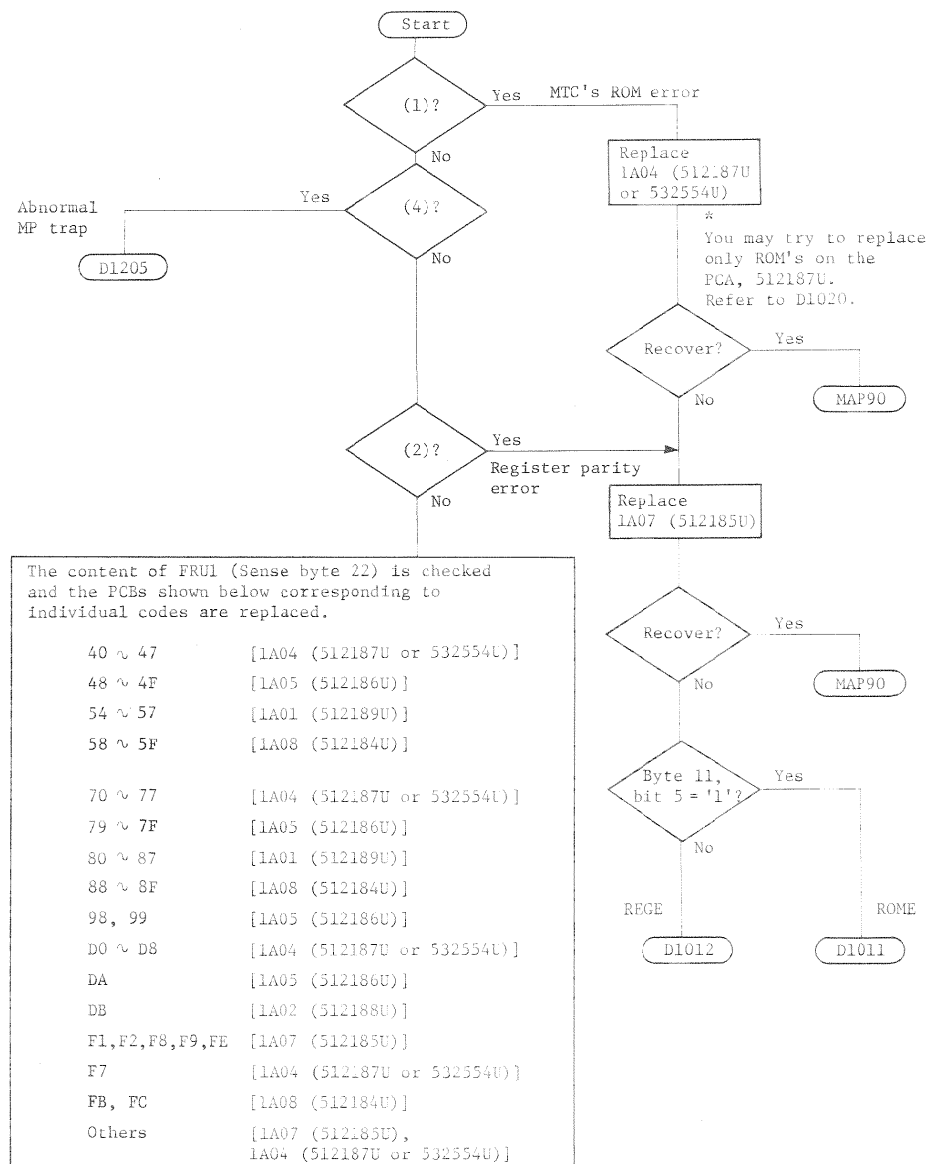 Start
(1)?
Yes
MTC's ROM error
No
Replace
1A04 (512187U
or 532554U)
*
You may try to replace
only ROM's on the
PCA, 512187U.
Refer to D1020.
(4)?
Yes
Abnormal
MP trap
D1205
No
Recover?
Yes
MAP90
No
(2)?
Yes
Register parity
error
No
Replace
1A07 (512185U)
Recover?
Yes
MAP90
No
Byte 11,
bit 5 = '1'?
Yes
No
REGE
ROME
D1012
D1011
The content of FRU1 (Sense byte 22) is checked
and the PCBs shown below corresponding to
individual codes are replaced.
40 ~ 47 [1A04 (512187U or 532554U)]
48 ~ 4F [1A05 (512186U)]
54 ~ 57 [1A01 (512189U)]
58 ~ 5F [1A08 (512184U)]
70 ~ 77 [1A04 (512187U or 532554U)]
79 ~ 7F [1A05 (512186U)]
80 ~ 87 [1A01 (512189U)]
88 ~ 8F [1A08 (512184U)]
98, 99 [1A05 (512186U)]
D0 ~ D8 [1A04 (512187U or 532554U)]
DA [1A05 (512186U)]
DB [1A02 (512188U)]
F1,F2,F8,F9,FE [1A07 (512185U)]
F7 [1A04 (512187U or 532554U)]
FB, FC [1A08 (512184U)]
Others [1A07 (512185U),
1A04 (512187U or 532554U)]